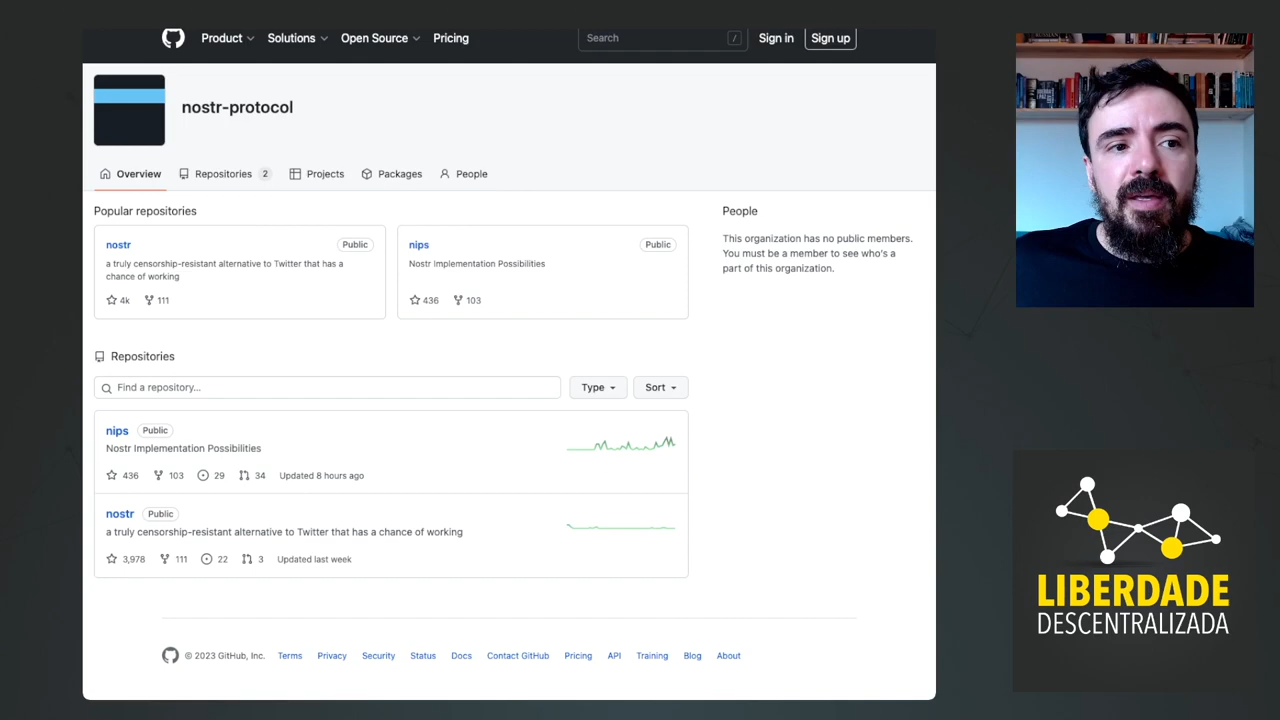 Product Solutions Open Source Pricing Search / Sign in Sign up
nostr-protocol
Overview Repositories 2 Projects Packages People
Popular repositories
nostr Public
a truly censorship-resistant alternative to Twitter that has a
chance of working
4k 111
nips Public
Nostr Implementation Possibilities
436 103
People
This organization has no public members.
You must be a member to see who's a
part of this organization.
Repositories
Find a repository...
Type Sort
nips Public
Nostr Implementation Possibilities
436 103 29 34 Updated 8 hours ago
nostr Public
a truly censorship-resistant alternative to Twitter that has a chance of working
3,978 111 22 3 Updated last week
© 2023 GitHub, Inc. Terms Privacy Security Status Docs Contact GitHub Pricing API Training Blog About
LIBERDADE
DESCENTRALIZADA